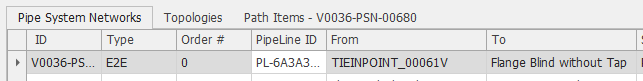 Pipe System Networks Topologies Path Items - V0036-PSN-00680
ID Type Order # PipeLine ID From To
V0036-PS... E2E 0 PL-6A3A3... TIEINPOINT_00061V Flange Blind without Tap